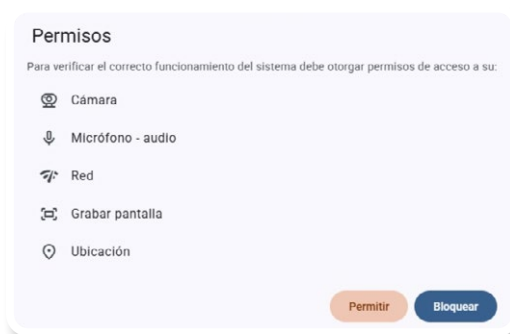 Permisos
Para verificar el correcto funcionamiento del sistema debe otorgar permisos de acceso a su:
Cámara
Micrófono - audio
Red
Grabar pantalla
Ubicación
Permitir Bloquear